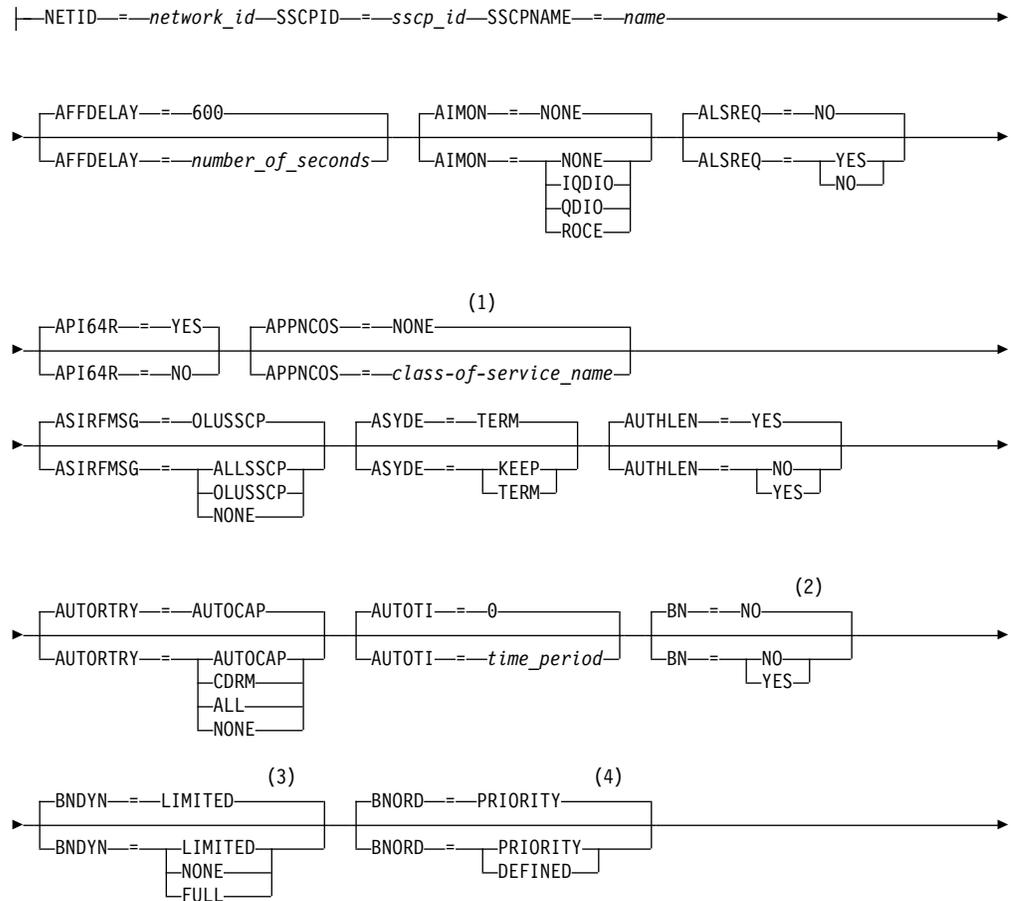 NETID = network_id SSCPID = sscp_id SSCPNAME = name
AFFDELAY = 600 AIMON = NONE ALSREQ = NO
AFFDELAY = number_of_seconds AIMON = NONE ALSREQ = YES
IQDIO NO
QDIO
ROCE
(1)
API64R = YES APPNCOS = NONE
API64R = NO APPNCOS = class-of-service_name
ASIRFMSG = OLUSSCP ASYDE = TERM AUTHLEN = YES
ASIRFMSG = ALLSSCP ASYDE = KEEP AUTHLEN = NO
OLUSSCP TERM YES
NONE
(2)
AUTORTRY = AUTOCAP AUTOTI = 0 BN = NO
AUTORTRY = AUTOCAP AUTOTI = time_period BN = NO
CDRM YES
ALL
NONE
(3) (4)
BNDYN = LIMITED BNORD = PRIORITY
BNDYN = LIMITED BNORD = PRIORITY
NONE DEFINED
FULL